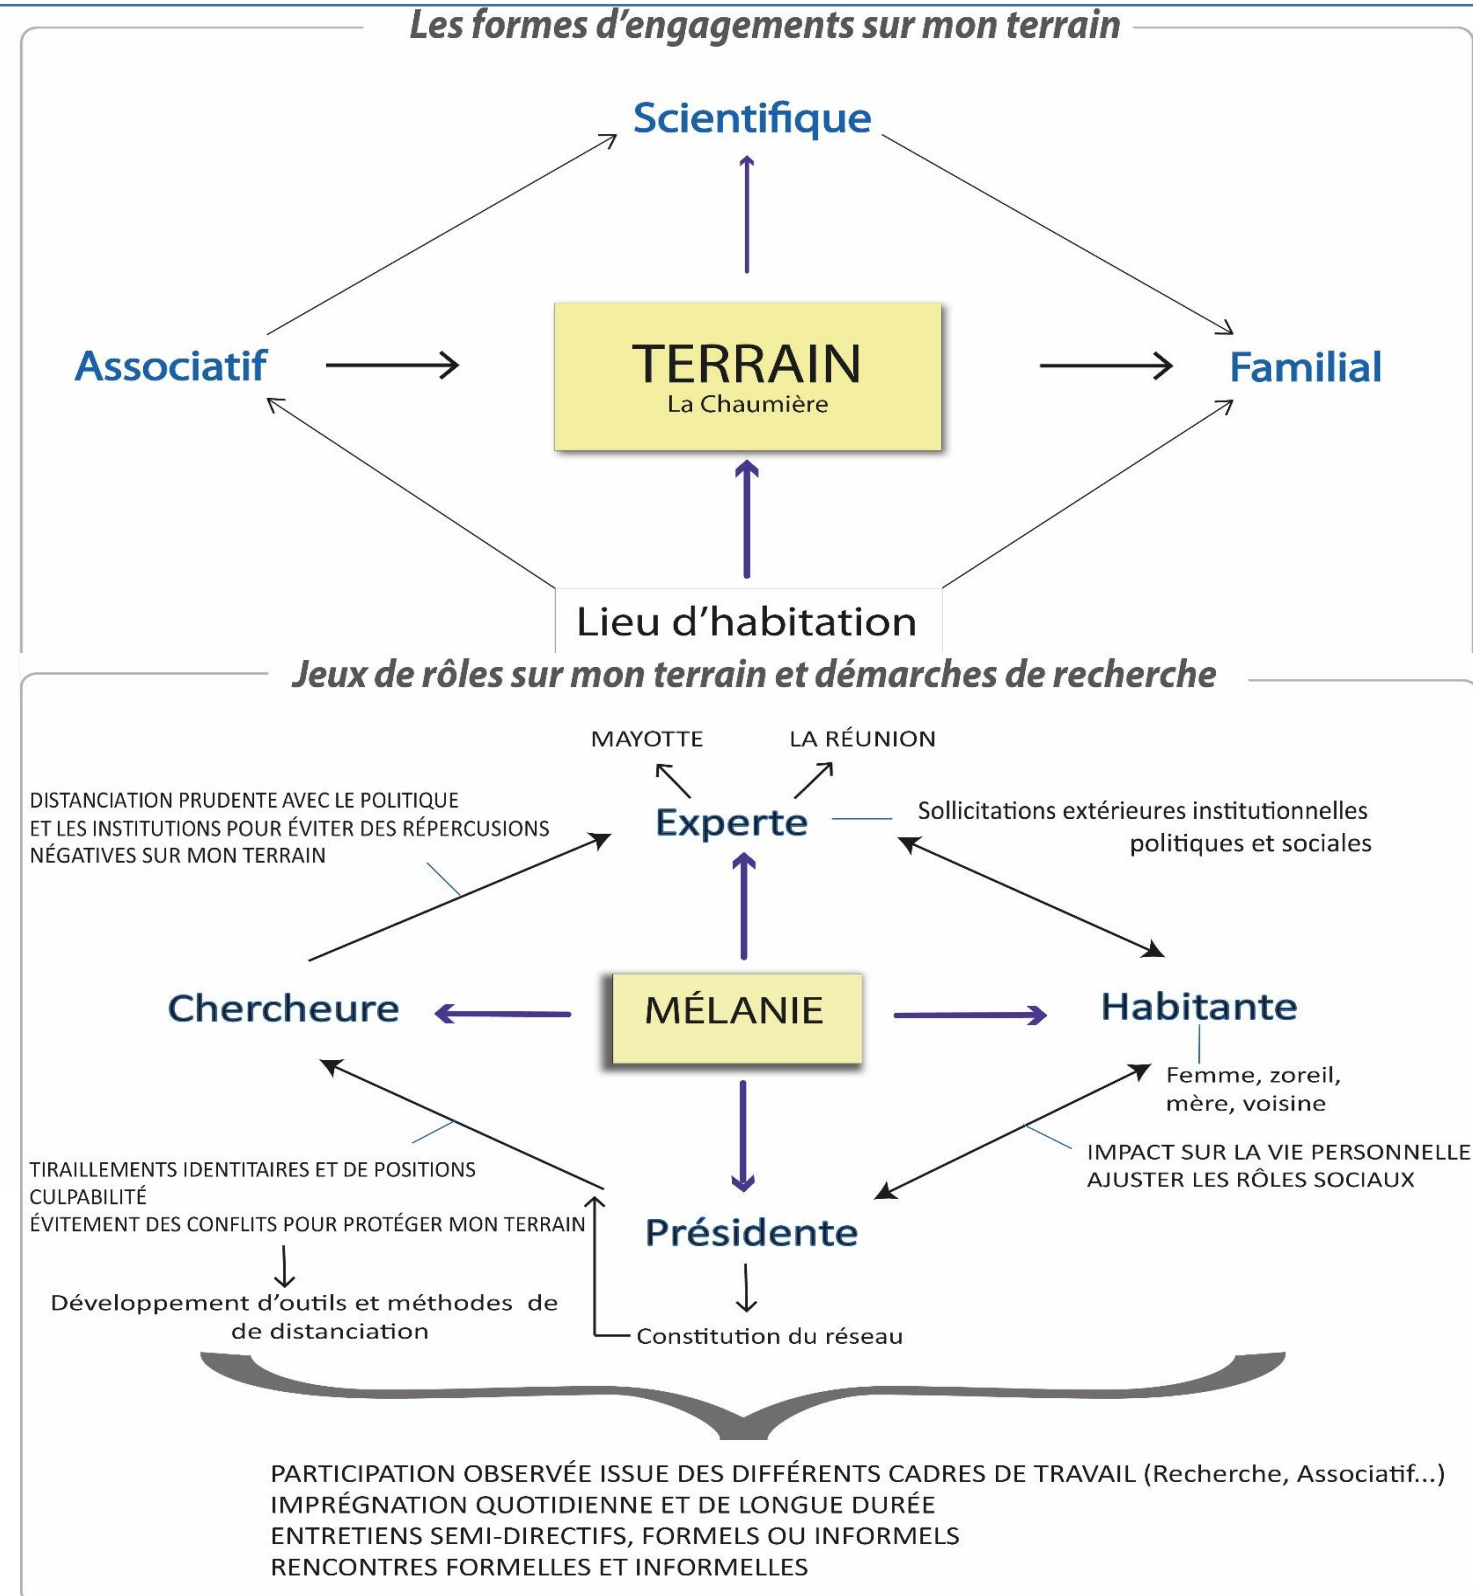 Les formes d'engagements sur mon terrain
Scientifique
Associatif
TERRAIN
La Chaumière
Familial
Lieu d'habitation
Jeux de rôles sur mon terrain et démarches de recherche
MAYOTTE
LA RÉUNION
DISTANCIATION PRUDENTE AVEC LE POLITIQUE
ET LES INSTITUTIONS POUR ÉVITER DES RÉPERCUSIONS
NÉGATIVES SUR MON TERRAIN
Experte
Sollicitations extérieures institutionnelles
politiques et sociales
Chercheure
MÉLANIE
Habitante
Femme, zoreil,
mère, voisine
IMPACT SUR LA VIE PERSONNELLE
AJUSTER LES RÔLES SOCIAUX
TIRAILLEMENTS IDENTITAIRES ET DE POSITIONS
CULPABILITÉ
ÉVITEMENT DES CONFLITS POUR PROTÉGER MON TERRAIN
Présidente
Développement d'outils et méthodes de
de distanciation
Constitution du réseau
PARTICIPATION OBSERVÉE ISSUE DES DIFFÉRENTS CADRES DE TRAVAIL (Recherche, Associatif...)
IMPRÉGNATION QUOTIDIENNE ET DE LONGUE DURÉE
ENTRETIENS SEMI-DIRECTIFS, FORMELS OU INFORMELS
RENCONTRES FORMELLES ET INFORMELLES